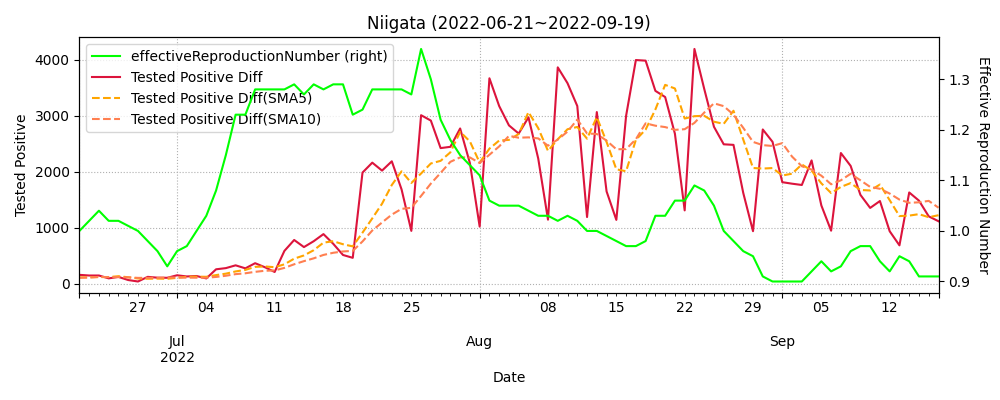 Niigata (2022-06-21~2022-09-19)
effectiveReproductionNumber (right)
Tested Positive Diff
Tested Positive Diff(SMA5)
Tested Positive Diff(SMA10)
Tested Positive
4000
3000
2000
1000
0
Effective Reproduction Number
1.3
1.2
1.1
1.0
0.9
27 04 11 18 25 08 15 22 29 05 12
Jul Aug Sep
2022
Date